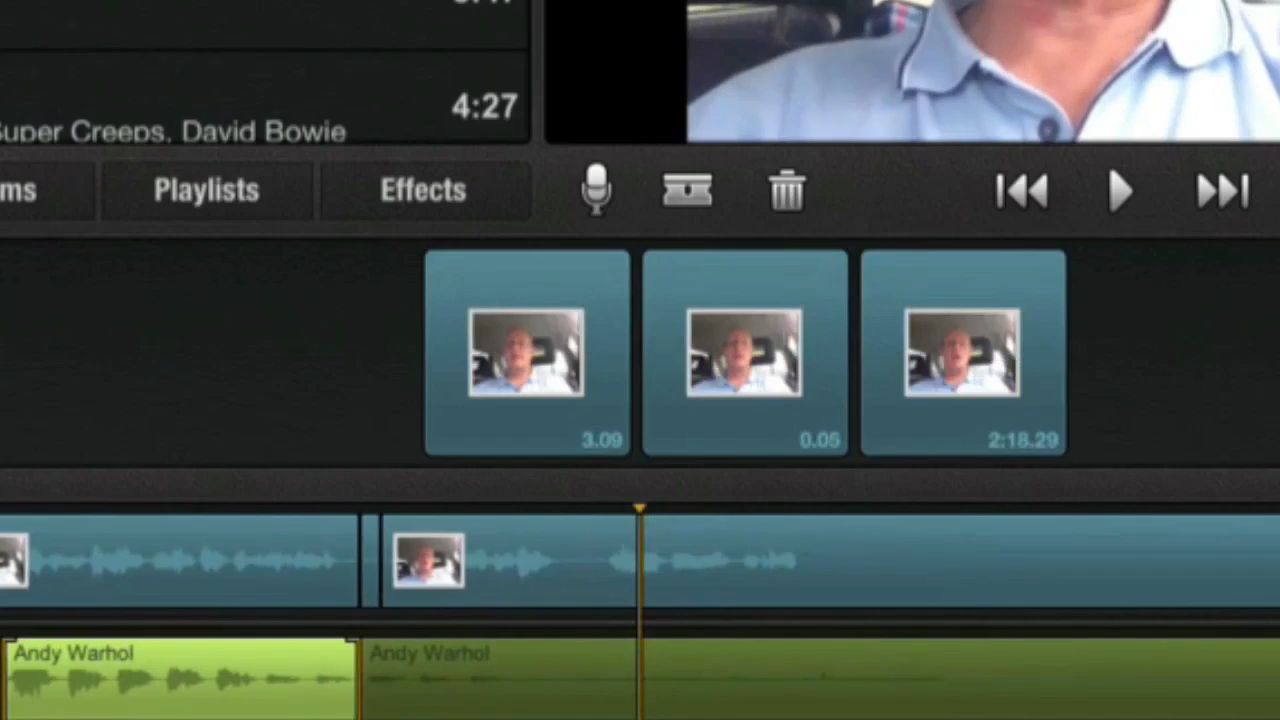 4:27
Super Creeps, David Bowie
ms
Playlists
Effects
3.09
0.05
2:18.29
Andy Warhol
Andy Warhol